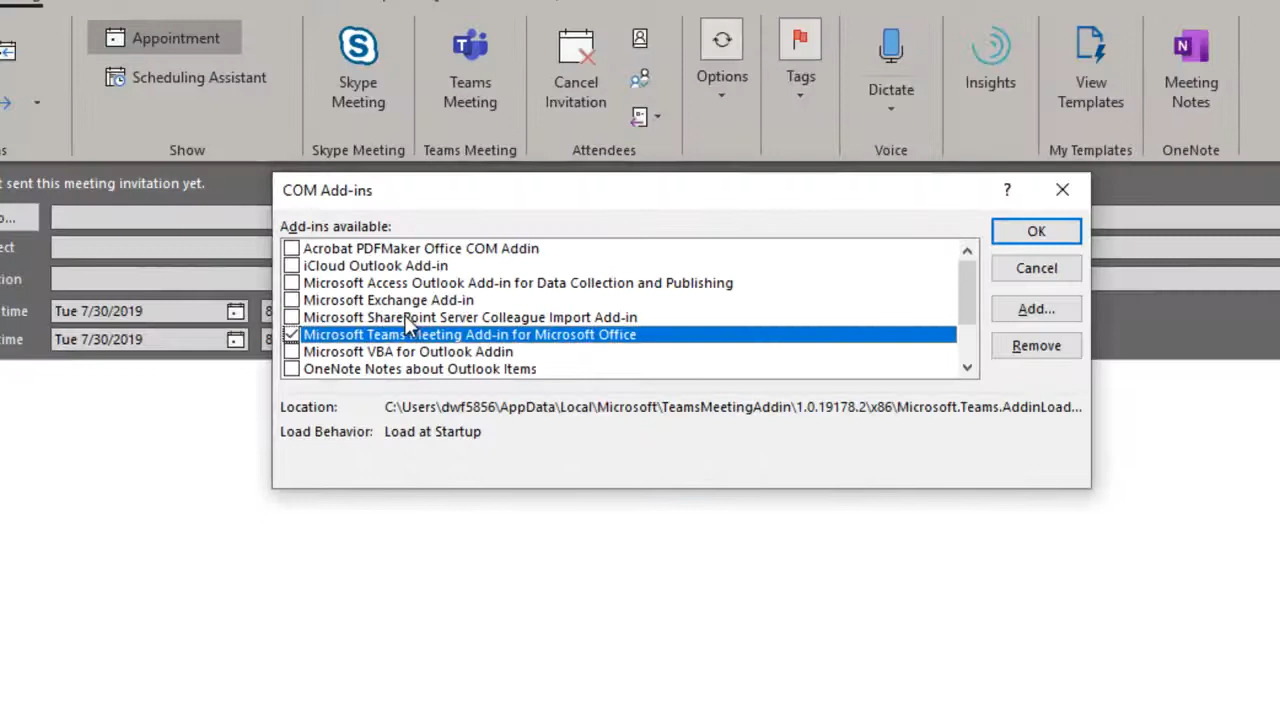 Appointment
Scheduling Assistant
Show
Skype
Meeting
Skype Meeting
Teams
Meeting
Teams Meeting
Cancel
Invitation
Attendees
Options
Tags
Dictate
Voice
Insights
View
Templates
My Templates
Meeting
Notes
OneNote
t sent this meeting invitation yet.
o...
ect
tion
time
Tue 7/30/2019
8
time
Tue 7/30/2019
8
COM Add-ins
?
Add-ins available:
Acrobat PDFMaker Office COM Addin
iCloud Outlook Add-in
Microsoft Access Outlook Add-in for Data Collection and Publishing
Microsoft Exchange Add-in
Microsoft SharePoint Server Colleague Import Add-in
Microsoft Teams Meeting Add-in for Microsoft Office
Microsoft VBA for Outlook Addin
OneNote Notes about Outlook Items
OK
Cancel
Add...
Remove
Location: C:\Users\dwf5856\AppData\Local\Microsoft\TeamsMeetingAddin\1.0.19178.2\x86\Microsoft.Teams.AddinLoad...
Load Behavior: Load at Startup